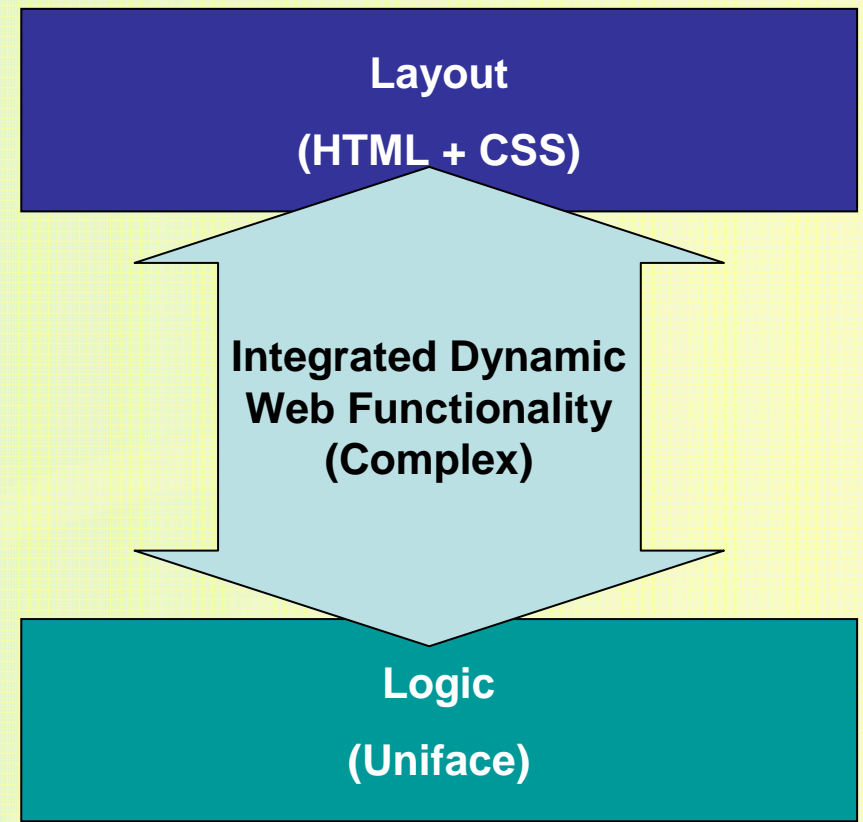 Layout
(HTML + CSS)
Integrated Dynamic
Web Functionality
(Complex)
Logic
(Uniface)